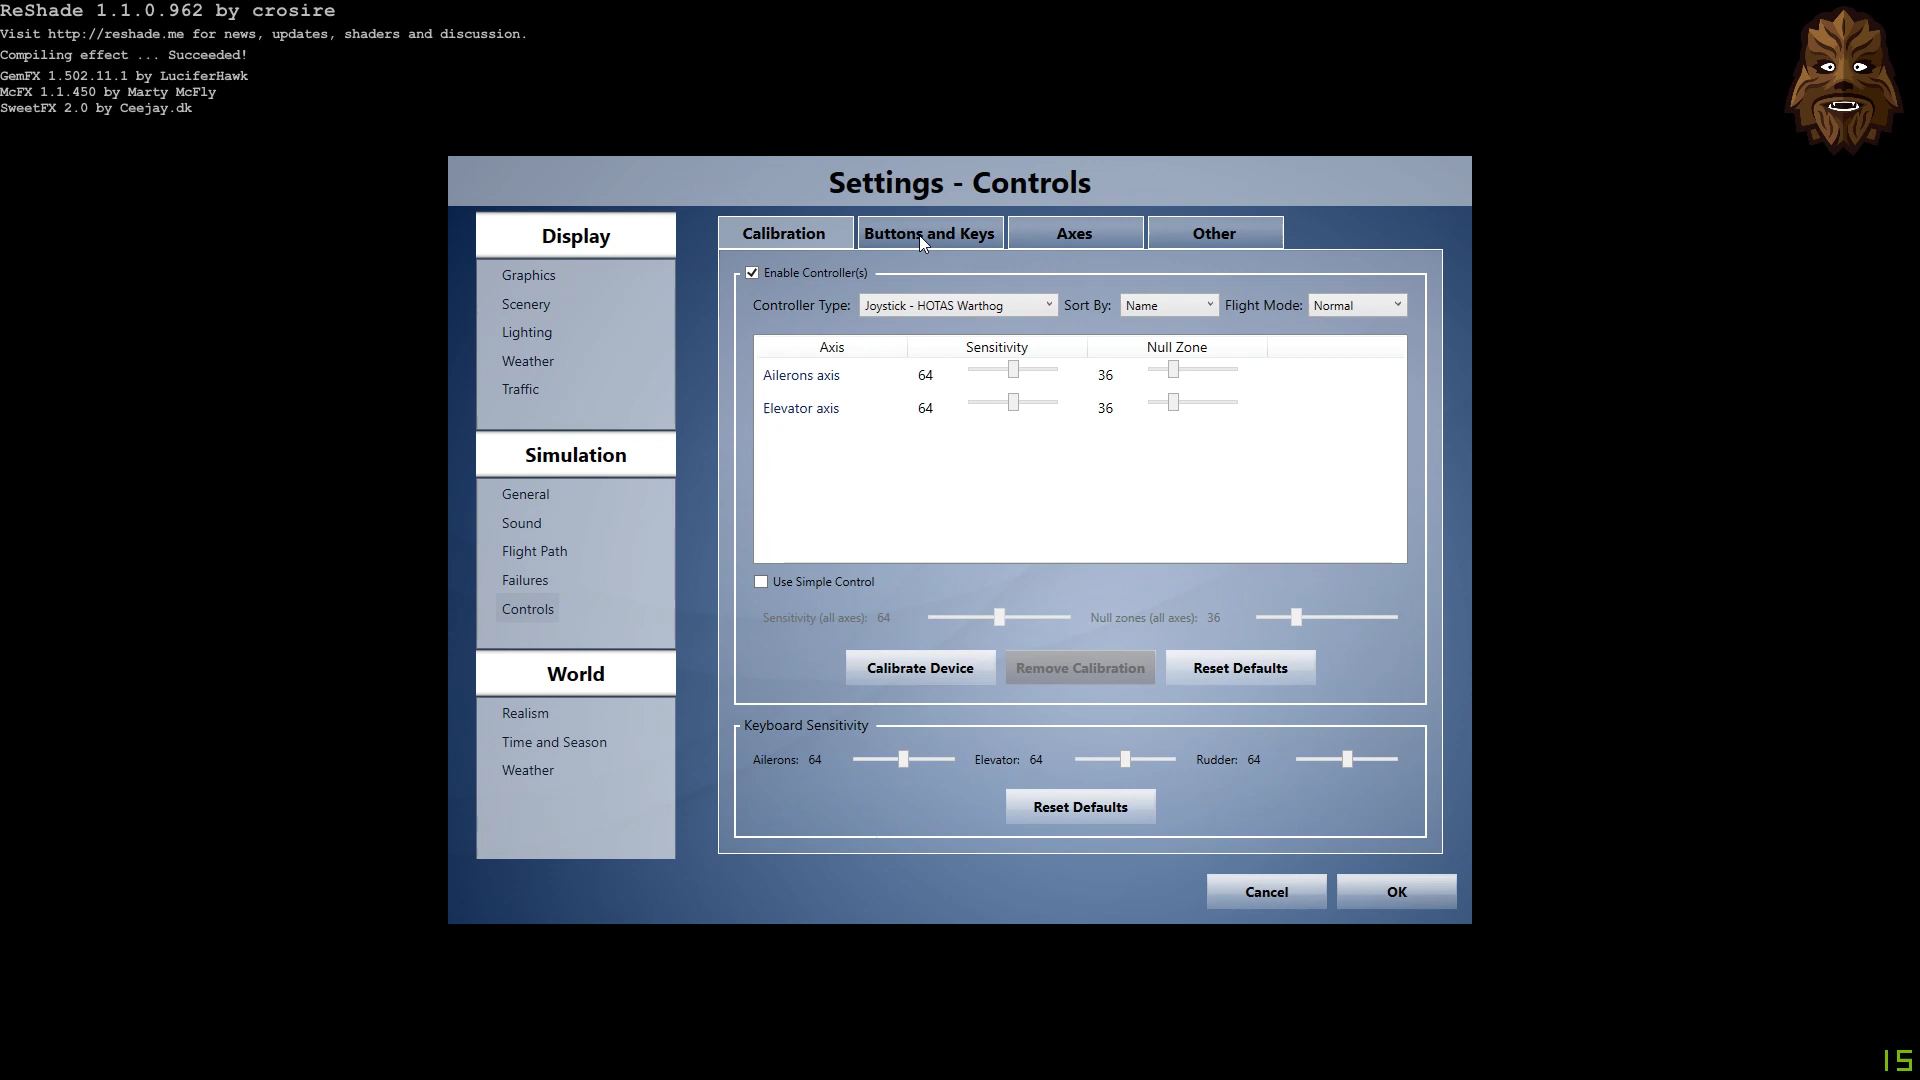 ReShade 1.1.0.962 by crosire
Visit http://reshade.me for news, updates, shaders and discussion.
Compiling effect ... Succeeded!
GemFX 1.502.11.1 by LuciferHawk
McFX 1.1.450 by Marty McFly
SweetFX 2.0 by Ceejay.dk
Settings - Controls
Display
Graphics
Scenery
Lighting
Weather
Traffic
Simulation
General
Sound
Flight Path
Failures
Controls
World
Realism
Time and Season
Weather
Calibration Buttons and Keys Axes Other
Enable Controller(s)
Controller Type: Joystick - HOTAS Warthog Sort By: Name Flight Mode: Normal
Axis Sensitivity Null Zone
Ailerons axis 64 36
Elevator axis 64 36
Use Simple Control
Sensitivity (all axes): 64 Null zones (all axes): 36
Calibrate Device Remove Calibration Reset Defaults
Keyboard Sensitivity
Ailerons: 64 Elevator: 64 Rudder: 64
Reset Defaults
Cancel OK
15